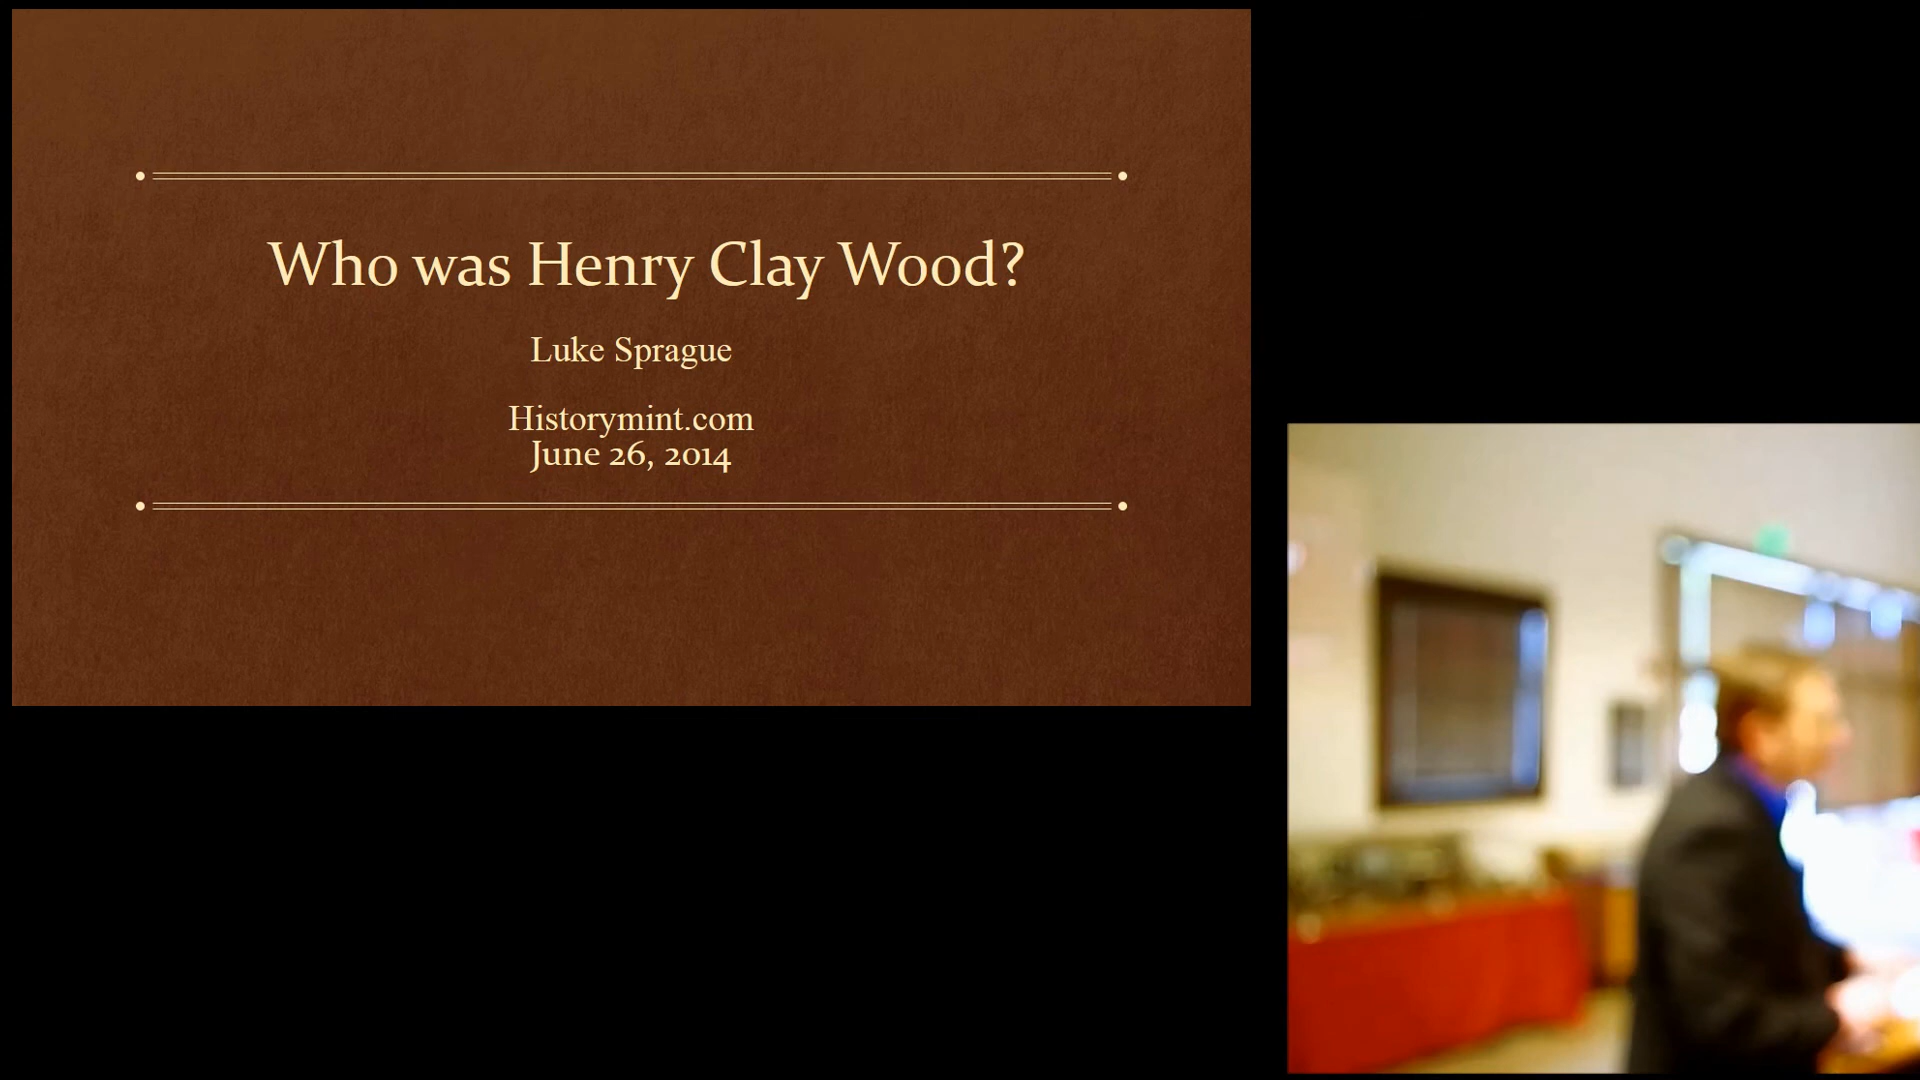 Who was Henry Clay Wood?
Luke Sprague
Historymint.com
June 26, 2014